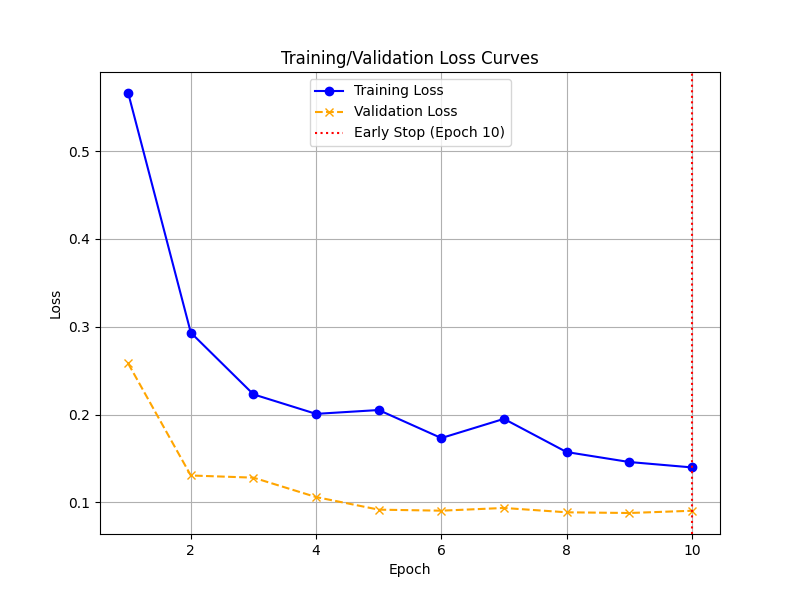 Training/Validation Loss Curves
Training Loss
Validation Loss
Early Stop (Epoch 10)
0.5
0.4
0.3
0.2
0.1
Loss
2
4
6
8
10
Epoch